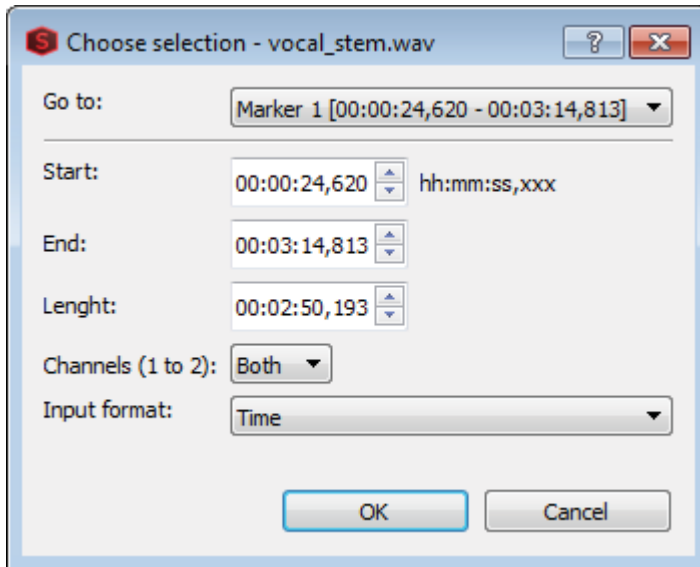 Choose selection - vocal_stem.wav
Go to: Marker 1 [00:00:24,620 - 00:03:14,813]
Start: 00:00:24,620 hh:mm:ss,xxx
End: 00:03:14,813
Lenght: 00:02:50,193
Channels (1 to 2): Both
Input format: Time
OK Cancel